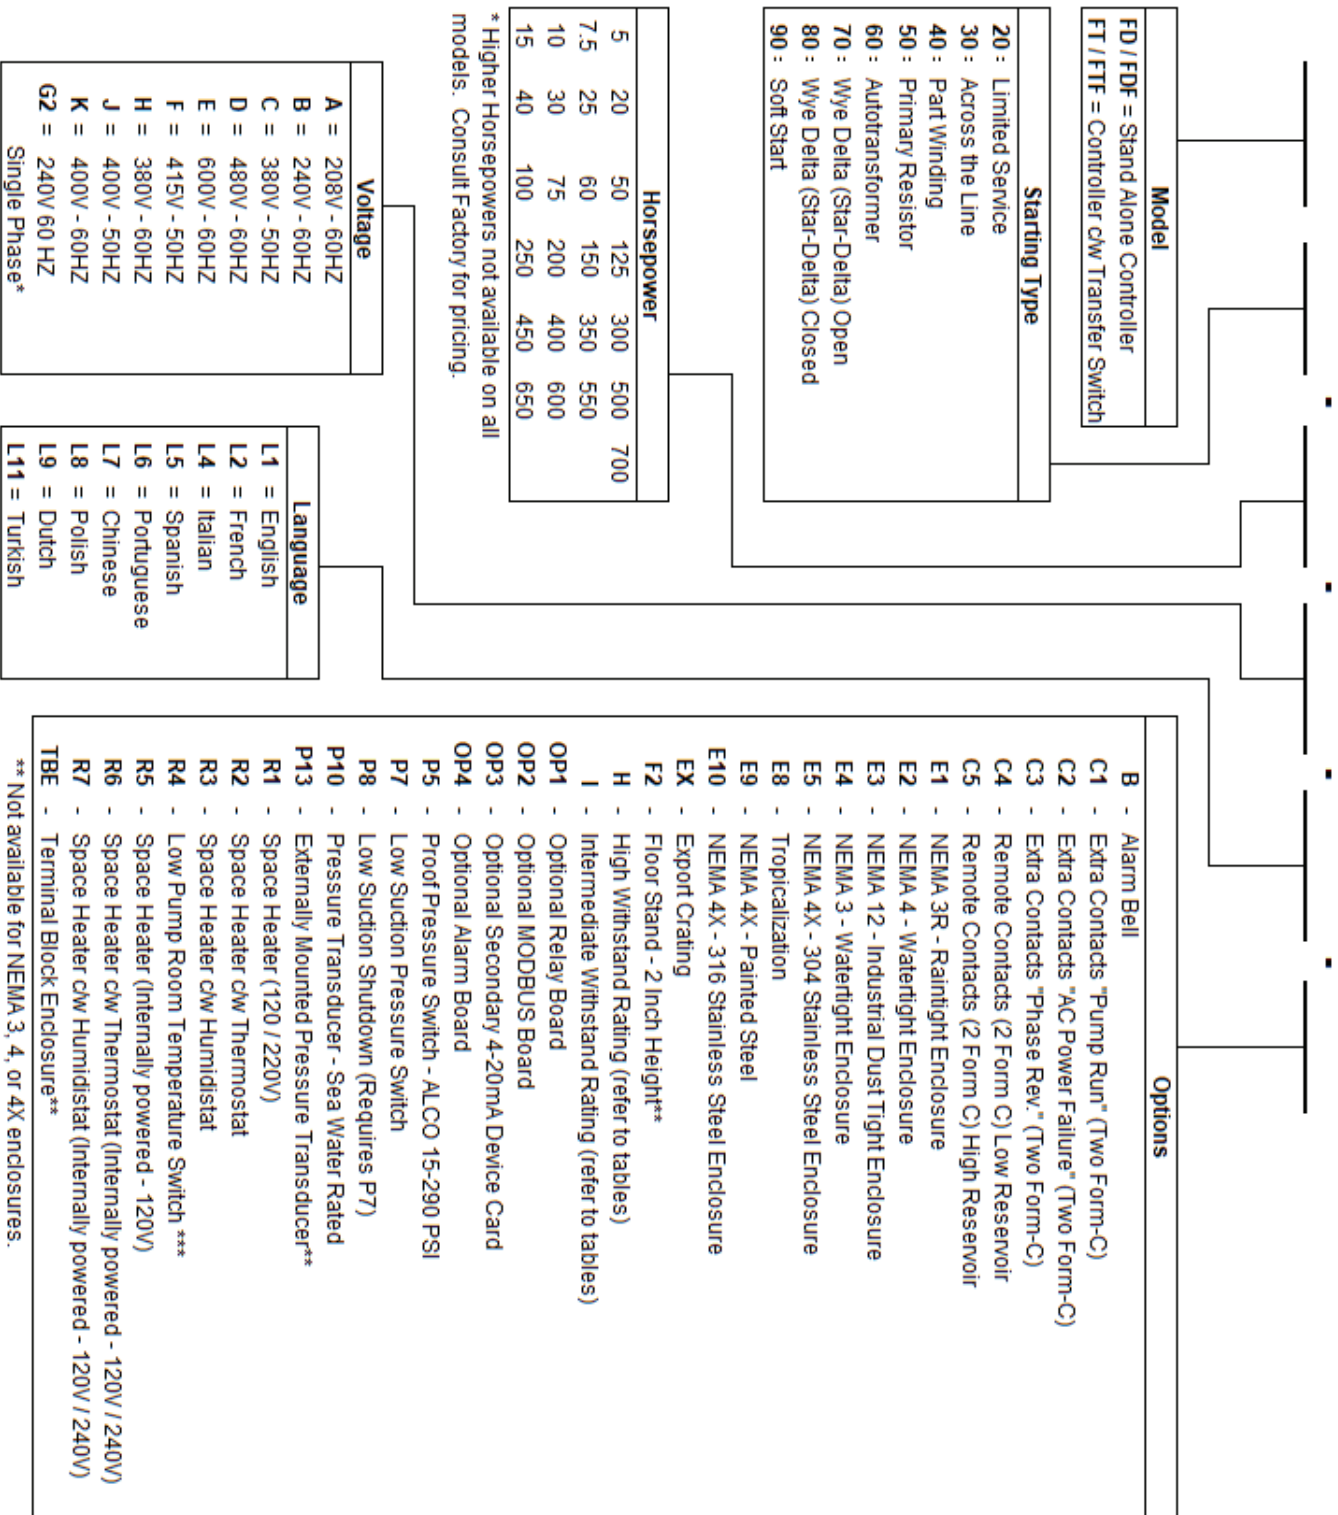 Model
FD / FDF = Stand Alone Controller
FT / FTF = Controller c/w Transfer Switch
Starting Type
20 : Limited Service
30 : Across the Line
40 : Part Winding
50 : Primary Resistor
60 : Autotransformer
70 : Wye Delta (Star-Delta) Open
80 : Wye Delta (Star-Delta) Closed
90 : Soft Start
Horsepower
5 20 50 125 300 500 700
7.5 25 60 150 350 550
10 30 75 200 400 600
15 40 100 250 450 650
* Higher Horsepowers not available on all
models. Consult Factory for pricing.
Voltage
A = 208V - 60HZ
B = 240V - 60HZ
C = 380V - 50HZ
D = 480V - 60HZ
E = 600V - 60HZ
F = 415V - 50HZ
H = 380V - 60HZ
J = 400V - 50HZ
K = 400V - 60HZ
G2 = 240V 60 HZ
Single Phase*
Language
L1 = English
L2 = French
L4 = Italian
L5 = Spanish
L6 = Portuguese
L7 = Chinese
L8 = Polish
L9 = Dutch
L11 = Turkish
Options
B - Alarm Bell
C1 - Extra Contacts "Pump Run" (Two Form-C)
C2 - Extra Contacts "AC Power Failure" (Two Form-C)
C3 - Extra Contacts "Phase Rev." (Two Form-C)
C4 - Remote Contacts (2 Form C) Low Reservoir
C5 - Remote Contacts (2 Form C) High Reservoir
E1 - NEMA 3R - Raintight Enclosure
E2 - NEMA 4 - Watertight Enclosure
E3 - NEMA 12 - Industrial Dust Tight Enclosure
E4 - NEMA 3 - Watertight Enclosure
E5 - NEMA 4X - 304 Stainless Steel Enclosure
E8 - Tropicalization
E9 - NEMA 4X - Painted Steel
E10 - NEMA 4X - 316 Stainless Steel Enclosure
EX - Export Crating
F2 - Floor Stand - 2 Inch Height**
H - High Withstand Rating (refer to tables)
I - Intermediate Withstand Rating (refer to tables)
OP1 - Optional Relay Board
OP2 - Optional MODBUS Board
OP3 - Optional Secondary 4-20mA Device Card
OP4 - Optional Alarm Board
P5 - Proof Pressure Switch - ALCO 15-290 PSI
P7 - Low Suction Pressure Switch
P8 - Low Suction Shutdown (Requires P7)
P10 - Pressure Transducer - Sea Water Rated
P13 - Externally Mounted Pressure Transducer**
R1 - Space Heater (120 / 220V)
R2 - Space Heater c/w Thermostat
R3 - Space Heater c/w Humidistat
R4 - Low Pump Room Temperature Switch ***
R5 - Space Heater (Internally powered - 120V)
R6 - Space Heater c/w Thermostat (Internally powered - 120V / 240V)
R7 - Space Heater c/w Humidistat (Internally powered - 120V / 240V)
TBE - Terminal Block Enclosure**
** Not available for NEMA 3, 4, or 4X enclosures.